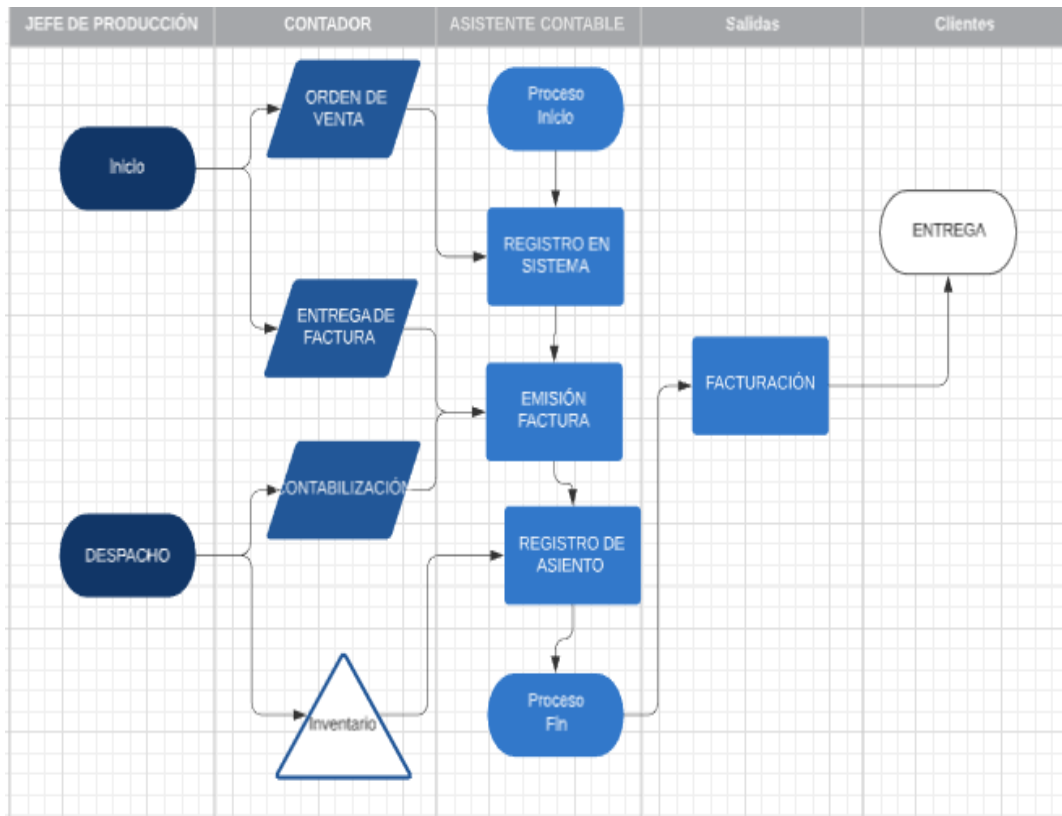 JEFE DE PRODUCCIÓN
CONTADOR
ASISTENTE CONTABLE
Salidas
Clientes
ORDEN DE
VENTA
Proceso
Inicio
Inicio
REGISTRO EN
SISTEMA
ENTREGA
ENTREGA DE
FACTURA
EMISIÓN
FACTURA
FACTURACIÓN
CONTABILIZACIÓN
DESPACHO
REGISTRO DE
ASIENTO
Inventario
Proceso
Fin